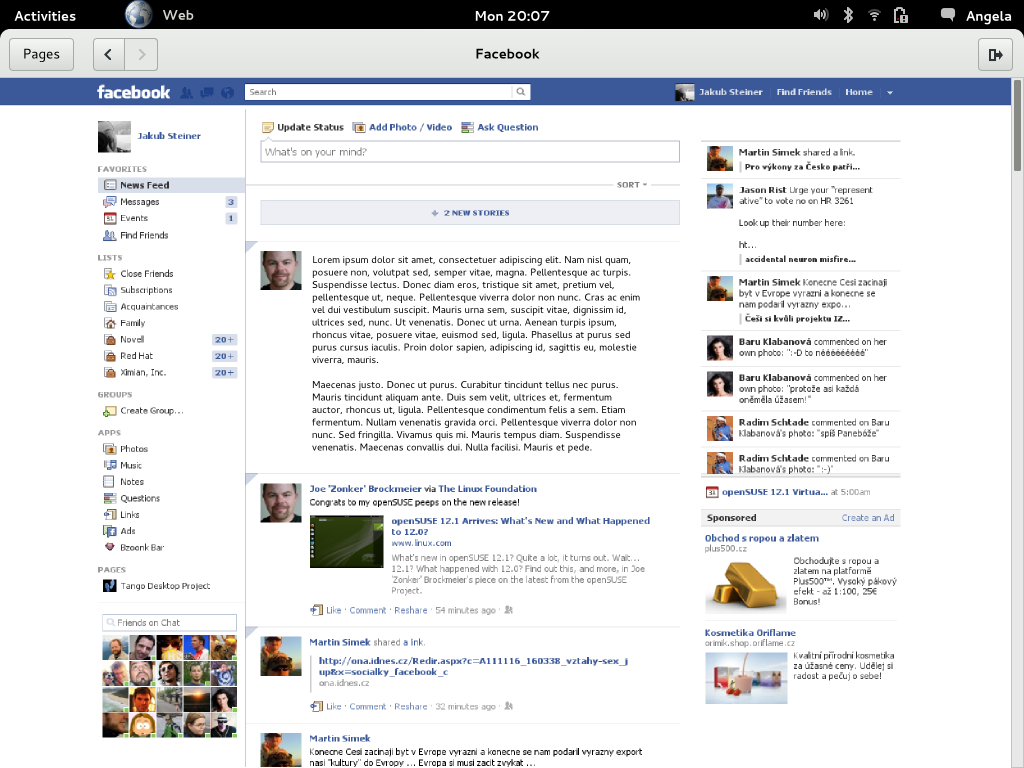 Activities
Web
Mon 20:07
Angela
Pages
Facebook
facebook
Search
Jakub Steiner
Find Friends
Home
Jakub Steiner
FAVORITES
News Feed
Messages 3
Events 1
Find Friends
LISTS
Close Friends
Subscriptions
Acquaintances
Family
Novell 20+
Red Hat 20+
Ximian, Inc. 20+
GROUPS
Create Group...
APPS
Photos
Music
Notes
Questions
Links
Ads
Bzoonk Bar
PAGES
Tango Desktop Project
Friends on Chat
Update Status Add Photo / Video Ask Question
What's on your mind?
SORT
2 NEW STORIES
Lorem ipsum dolor sit amet, consectetuer adipiscing elit. Nam nisl quam,
posuere non, volutpat sed, semper vitae, magna. Pellentesque ac turpis.
Suspendisse lectus. Donec diam eros, tristique sit amet, pretium vel,
pellentesque ut, neque. Pellentesque viverra dolor non nunc. Cras ac enim
vel dui vestibulum suscipit. Mauris urna sem, suscipit vitae, dignissim id,
ultrices sed, nunc. Ut venenatis. Donec ut urna. Aenean turpis ipsum,
rhoncus vitae, posuere vitae, euismod sed, ligula. Phasellus at purus sed
purus cursus iaculis. Proin dolor sapien, adipiscing id, sagittis eu, molestie
viverra, mauris.
Maecenas justo. Donec ut purus. Curabitur tincidunt tellus nec purus.
Mauris tincidunt aliquam ante. Duis sem velit, ultrices et, fermentum
auctor, rhoncus ut, ligula. Pellentesque condimentum felis a sem. Etiam
fermentum. Nullam venenatis gravida orci. Pellentesque viverra dolor non
nunc. Sed fringilla. Vivamus quis mi. Mauris tempus diam. Suspendisse
venenatis. Maecenas convallis dui. Nulla facilisi. Mauris et pede.
Joe 'Zonker' Brockmeier via The Linux Foundation
Congrats to my openSUSE peeps on the new release!
openSUSE 12.1 Arrives: What's New and What Happened
to 12.0?
www.linux.com
What's new in openSUSE 12.1? Quite a lot, it turns out. Wait...
12.1? What happened with 12.0? Find out this, and more, in Joe
'Zonker' Brockmeier's piece on the latest from the openSUSE
Project.
Like · Comment · Reshare · 54 minutes ago ·
Martin Simek shared a link.
http://ona.idnes.cz/Redir.aspx?c=A111116_160338_vztahy-sex_j
up&x=socialky_facebook_c
ona.idnes.cz
Like · Comment · Reshare · 32 minutes ago ·
Martin Simek
Konecne Cesi zacinaji byt v Evrope vyrazni a konecne se nam podaril vyrazny export
nasi "kultury" do Evropy ... Evropa si musi zacit zvykat ...
Martin Simek shared a link.
Pro výkony za Česko patří...
Jason Rist Urge your "represent
ative" to vote no on HR 3261
Look up their number here:
ht...
accidental neuron misfire...
Martin Simek Konecne Cesi zacinaji
byt v Evrope vyrazni a konecne se
nam podaril vyrazny expo...
Češi si kvůli projektu IZ...
Baru Klabanová commented on her
own photo: ":-D to nééééééééé"
Baru Klabanová commented on her
own photo: "protože asi každá
oněměla úžasem!"
Radim Schtade commented on Baru
Klabanová's photo: "spíš Panebóže"
Radim Schtade commented on Baru
Klabanová's photo: ":-)"
openSUSE 12.1 Virtua... at 5:00am
Sponsored Create an Ad
Obchod s ropou a zlatem
plus500.cz
Obchodujte s ropou a
zlatem na platformě
Plus500™. Vysoký pákový
efekt - až 1:100, 25€
Bonus!
Kosmetika Oriflame
orimik.shop.oriflame.cz
Kvalitní přírodní kosmetika
za úžasné ceny. Udělej si
radost a pečuj o sebe!